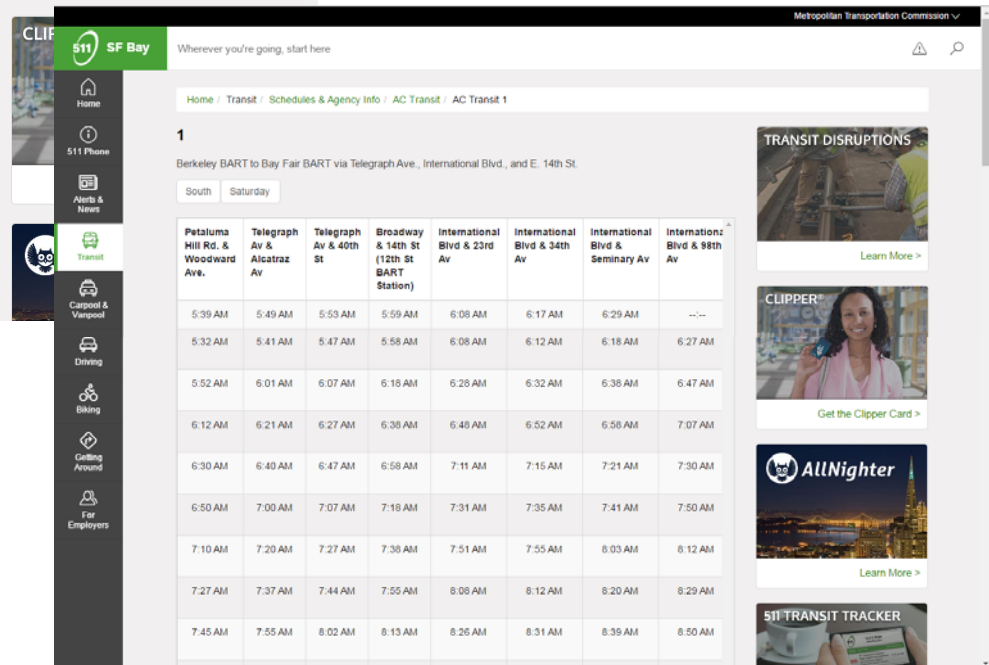 Metropolitan Transportation Commission
CLIF
511 SF Bay
Wherever you're going, start here
Home
511 Phone
Alerts &
News
Transit
Carpool &
Vanpool
Driving
Biking
Getting
Around
For
Employers
Home / Transit / Schedules & Agency Info / AC Transit / AC Transit 1
1
Berkeley BART to Bay Fair BART via Telegraph Ave., International Blvd., and E. 14th St.
South Saturday
Petaluma Hill Rd. & Woodward Ave. Telegraph Av & Alcatraz Av Telegraph Av & 40th St Broadway & 14th St (12th St BART Station) International Blvd & 23rd Av International Blvd & 34th Av International Blvd & Seminary Av Internationa Blvd & 98th Av
5:39 AM 5:49 AM 5:53 AM 5:59 AM 6:08 AM 6:17 AM 6:29 AM --:--
5:32 AM 5:41 AM 5:47 AM 5:58 AM 6:08 AM 6:12 AM 6:18 AM 6:27 AM
5:52 AM 6:01 AM 6:07 AM 6:18 AM 6:28 AM 6:32 AM 6:38 AM 6:47 AM
6:12 AM 6:21 AM 6:27 AM 6:38 AM 6:48 AM 6:52 AM 6:58 AM 7:07 AM
6:30 AM 6:40 AM 6:47 AM 6:58 AM 7:11 AM 7:15 AM 7:21 AM 7:30 AM
6:50 AM 7:00 AM 7:07 AM 7:18 AM 7:31 AM 7:35 AM 7:41 AM 7:50 AM
7:10 AM 7:20 AM 7:27 AM 7:38 AM 7:51 AM 7:55 AM 8:03 AM 8:12 AM
7:27 AM 7:37 AM 7:44 AM 7:55 AM 8:08 AM 8:12 AM 8:20 AM 8:29 AM
7:45 AM 7:55 AM 8:02 AM 8:13 AM 8:26 AM 8:31 AM 8:39 AM 8:50 AM
TRANSIT DISRUPTIONS
Learn More >
CLIPPER®
Get the Clipper Card >
AllNighter
Learn More >
511 TRANSIT TRACKER